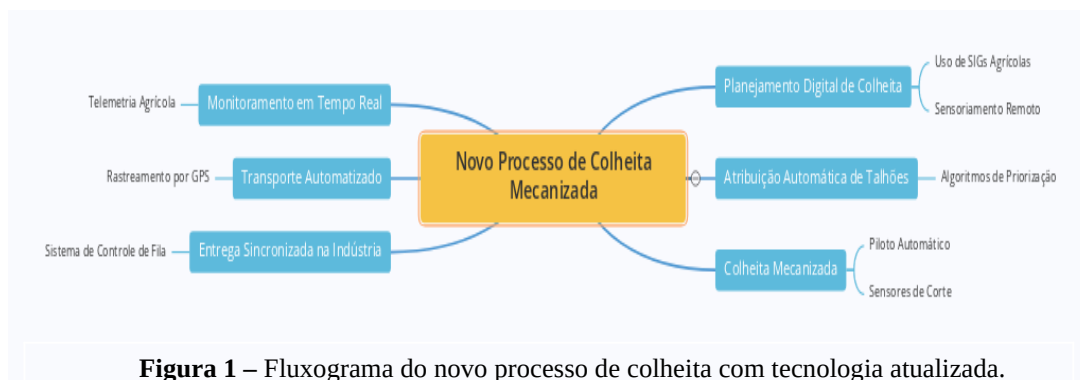 Telemetria Agrícola
Monitoramento em Tempo Real
Rastreamento por GPS
Transporte Automatizado
Sistema de Controle de Fila
Entrega Sincronizada na Indústria
Novo Processo de Colheita
Mecanizada
Planejamento Digital de Colheita
Uso de SIGs Agrícolas
Sensoriamento Remoto
Atribuição Automática de Talhões
Algoritmos de Priorização
Colheita Mecanizada
Piloto Automático
Sensores de Corte
Figura 1 – Fluxograma do novo processo de colheita com tecnologia atualizada.